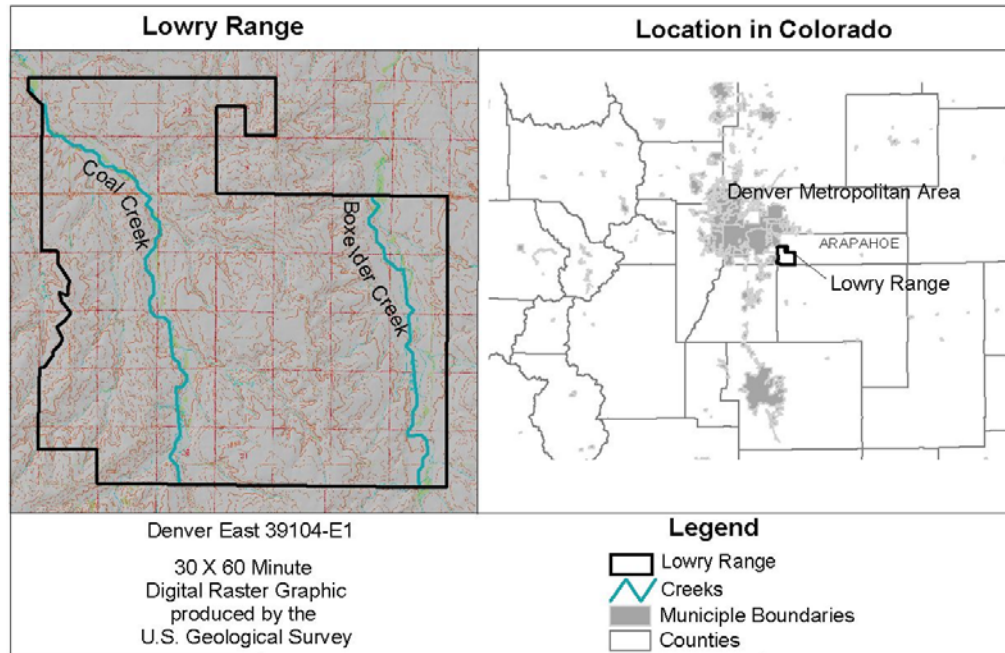 Lowry Range
Location in Colorado
Coal Creek
Boxelder Creek
Denver Metropolitan Area
ARAPAHOE
Lowry Range
Denver East 39104-E1
30 X 60 Minute
Digital Raster Graphic
produced by the
U.S. Geological Survey
Legend
Lowry Range
Creeks
Municiple Boundaries
Counties